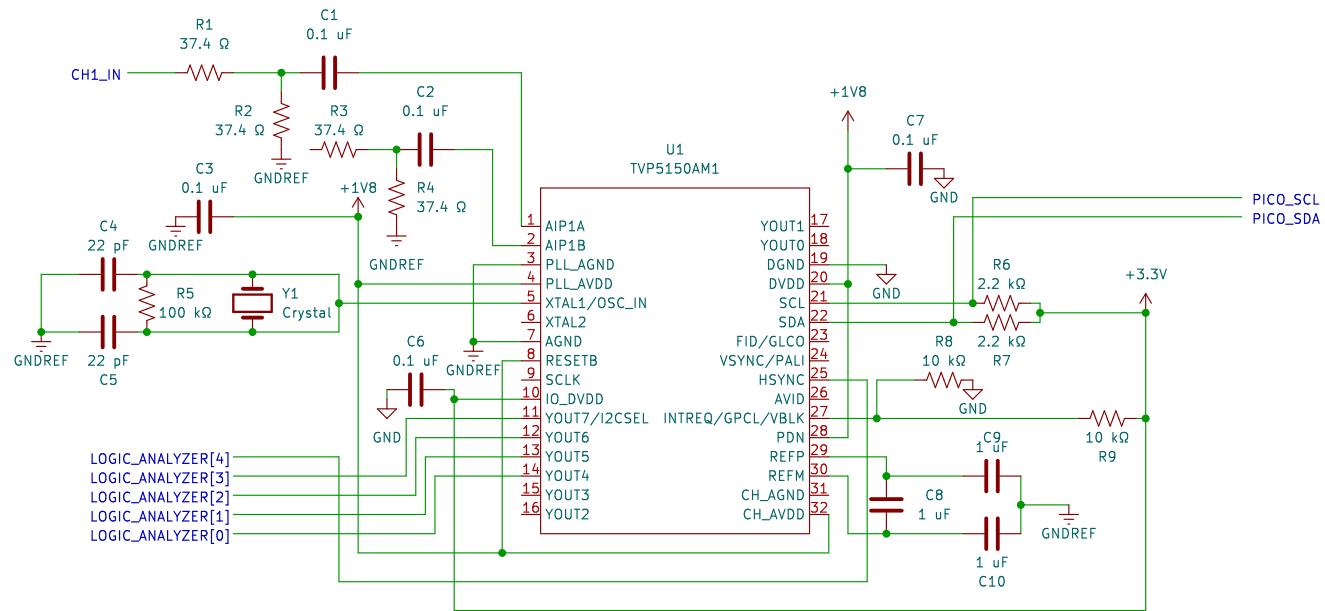 C1
0.1 uF
R1
37.4 Ω
CH1_IN
C2
0.1 uF
R2
37.4 Ω
R3
37.4 Ω
GNDREF
+1V8
C7
0.1 uF
GND
U1
TVP5150AM1
C3
0.1 uF
+1V8
R4
37.4 Ω
GNDREF
GNDREF
PICO_SCL
PICO_SDA
C4
22 pF
R5
100 kΩ
Y1
Crystal
GNDREF
22 pF
C5
1 AIP1A
2 AIP1B
3 PLL_AGND
4 PLL_AVDD
5 XTAL1/OSC_IN
6 XTAL2
7 AGND
8 RESETB
9 SCLK
10 IO_DVDD
11 YOUT7/I2CSEL
12 YOUT6
13 YOUT5
14 YOUT4
15 YOUT3
16 YOUT2
YOUT1 17
YOUT0 18
DGND 19
DVDD 20
SCL 21
SDA 22
FID/GLCO 23
VSYNC/PALI 24
HSYNC 25
AVID 26
INTREQ/GPCL/VBLK 27
PDN 28
REFP 29
REFM 30
CH_AGND 31
CH_AVDD 32
GND
R6
2.2 kΩ
2.2 kΩ
R7
+3.3V
C6
0.1 uF
GND
GNDREF
R8
10 kΩ
GND
10 kΩ
R9
C9
1 uF
C8
1 uF
1 uF
C10
GNDREF
LOGIC_ANALYZER[4]
LOGIC_ANALYZER[3]
LOGIC_ANALYZER[2]
LOGIC_ANALYZER[1]
LOGIC_ANALYZER[0]